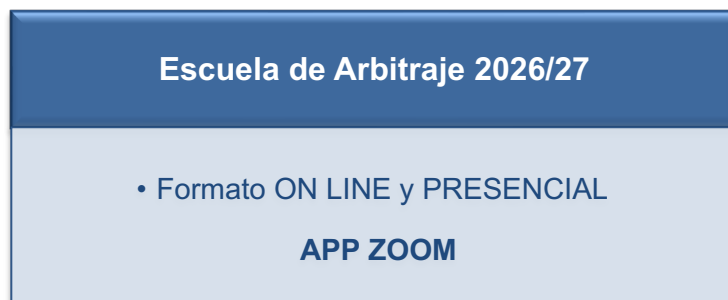 Escuela de Arbitraje 2026/27
• Formato ON LINE y PRESENCIAL
APP ZOOM